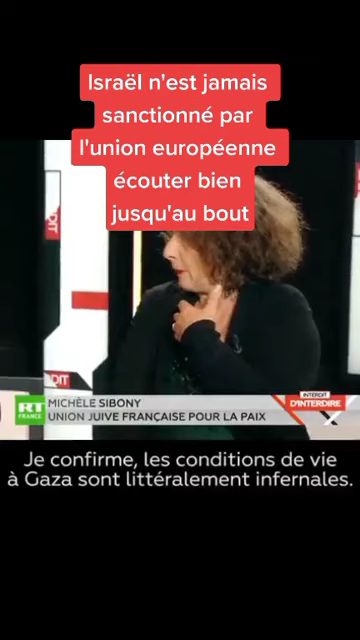 Israël n'est jamais
sanctionné par
l'union européenne
écouter bien
jusqu'au bout
DIT
RT
FRANCE
MICHÈLE SIBONY
UNION JUIVE FRANÇAISE POUR LA PAIX
INTERDIT
D'INTERDIRE
Je confirme, les conditions de vie
à Gaza sont littéralement infernales.